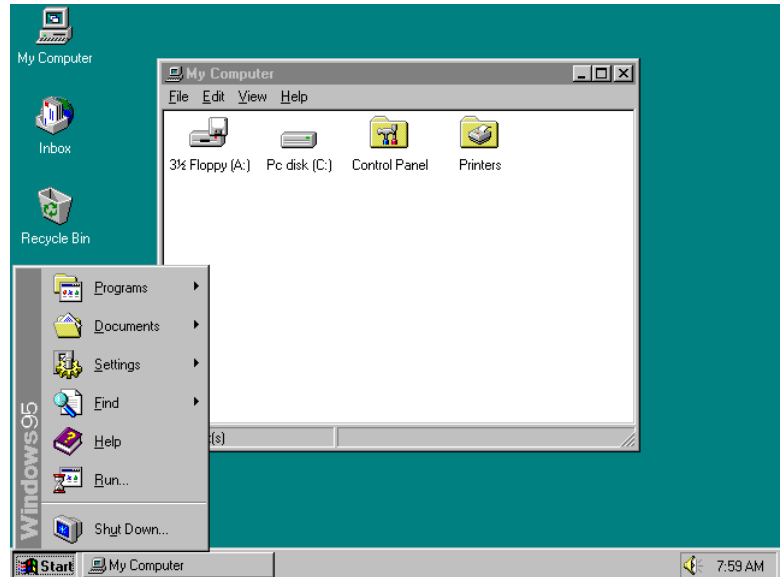 My Computer
Inbox
Recycle Bin
My Computer
File Edit View Help
3½ Floppy (A:) Pc disk (C:) Control Panel Printers
Programs
Documents
Settings
Find
Help
Run...
Shut Down...
Windows95
Start My Computer 7:59 AM